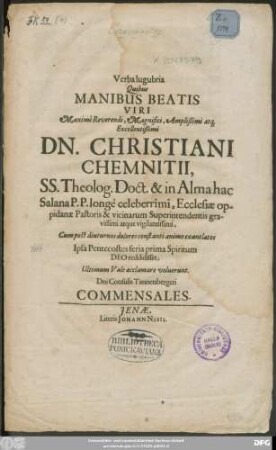 Verba lugubria
Quibus
MANIBUS BEATIS
VIRI
Maximè Reverendi, Magnifici, Amplissimi atq;
Excellentissimi
DN. CHRISTIANI
CHEMNITII,
SS. Theolog. Doct. & in Alma hac
Salana P.P. longè celeberrimi, Ecclesiæ op-
pidanæ Pastoris & vicinarum Superintendentis gra-
vissimi atque vigilantissimi,
Cum post diuturnos dolores constanti animo exantlatos
Ipsa Pentecostes feria prima Spiritum
DEO reddidisset,
Ultimum Vale acclamare voluerunt
Dni Consulis Tannenbergeri
COMMENSALES.
JENÆ,
Literis JOHANN NISII.
BIBLIOTHECA
PONICKAVIANA